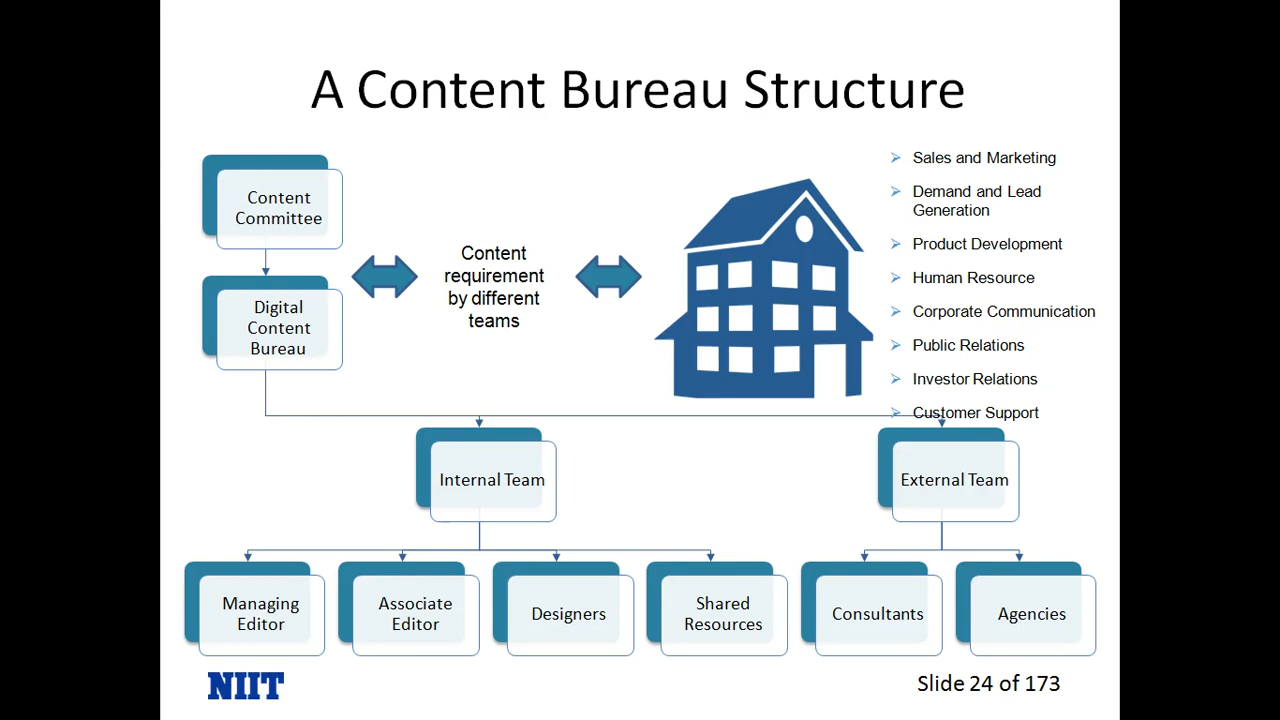 A Content Bureau Structure
Content
Committee
Digital
Content
Bureau
Content
requirement
by different
teams
Sales and Marketing
Demand and Lead
Generation
Product Development
Human Resource
Corporate Communication
Public Relations
Investor Relations
Customer Support
Internal Team
External Team
Managing
Editor
Associate
Editor
Designers
Shared
Resources
Consultants
Agencies
NIIT
Slide 24 of 173